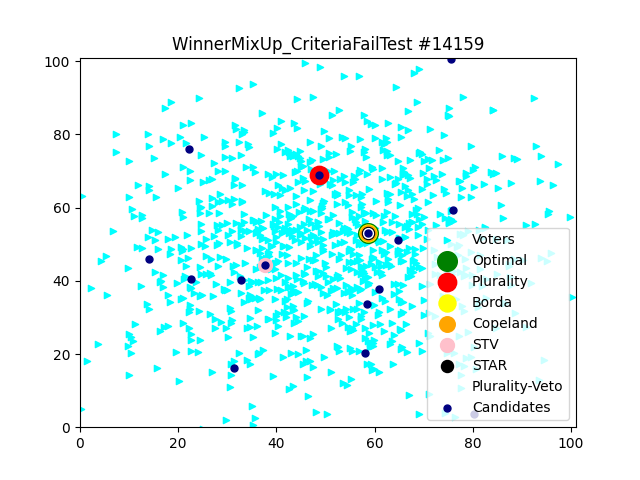 WinnerMixUp_CriteriaFailTest #14159
100
80
60
40
20
0
0 20 40 60 80 100
Voters
Optimal
Plurality
Borda
Copeland
STV
STAR
Plurality-Veto
Candidates